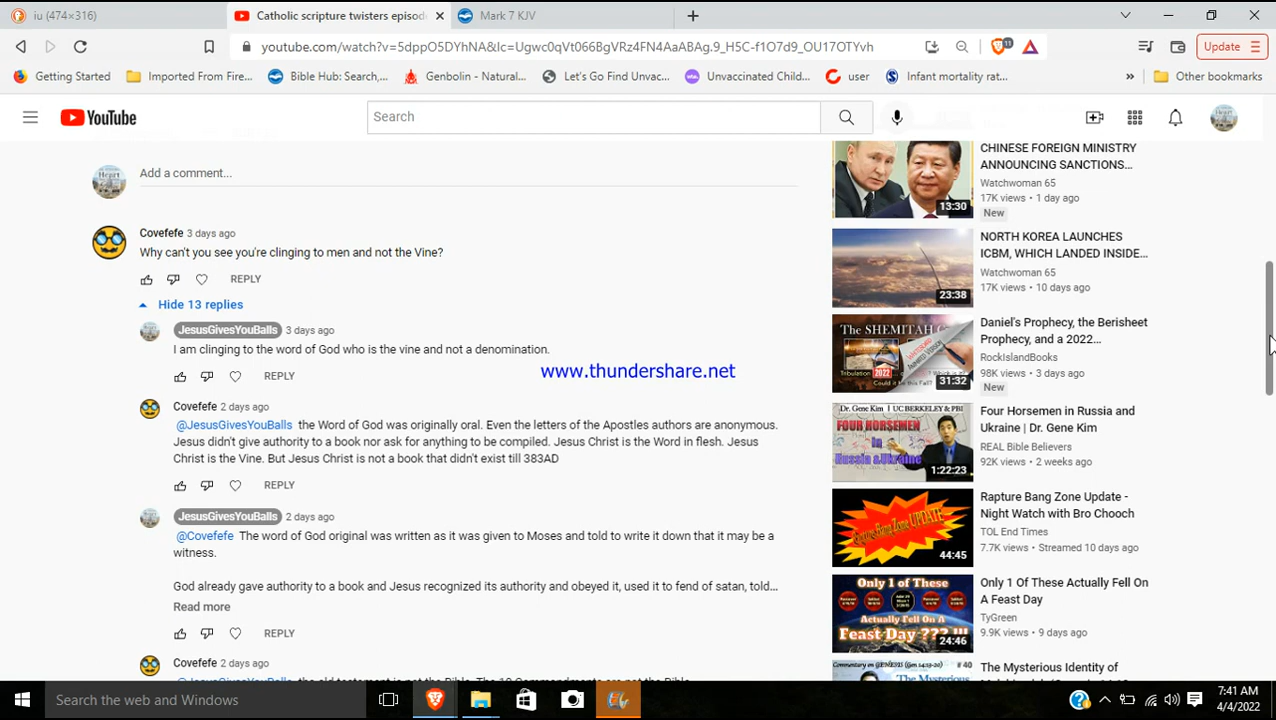 iu (474×316)
Catholic scripture twisters episode
Mark 7 KJV
youtube.com/watch?v=5dppO5DYhNA&lc=Ugwc0qVt066BgVRz4FN4AaABAg.9_H5C-f1O7d9_OU17OTYvh
11
Update
Getting Started
Imported From Fire...
Bible Hub: Search,...
Genbolin - Natural...
Let's Go Find Unvac...
Unvaccinated Child...
user
Infant mortality rat...
»
Other bookmarks
YouTube
Search
Add a comment...
Covefefe 3 days ago
Why can't you see you're clinging to men and not the Vine?
REPLY
Hide 13 replies
JesusGivesYouBalls 3 days ago
I am clinging to the word of God who is the vine and not a denomination.
www.thundershare.net
REPLY
Covefefe 2 days ago
@JesusGivesYouBalls the Word of God was originally oral. Even the letters of the Apostles authors are anonymous.
Jesus didn't give authority to a book nor ask for anything to be compiled. Jesus Christ is the Word in flesh. Jesus
Christ is the Vine. But Jesus Christ is not a book that didn't exist till 383AD
REPLY
JesusGivesYouBalls 2 days ago
@Covefefe The word of God original was written as it was given to Moses and told to write it down that it may be a
witness.
God already gave authority to a book and Jesus recognized its authority and obeyed it, used it to fend of satan, told...
Read more
REPLY
Covefefe 2 days ago
CHINESE FOREIGN MINISTRY
ANNOUNCING SANCTIONS...
Watchwoman 65
17K views • 1 day ago
New
13:30
NORTH KOREA LAUNCHES
ICBM, WHICH LANDED INSIDE...
Watchwoman 65
17K views • 10 days ago
23:38
The SHEMITAH
2022
31:32
Daniel's Prophecy, the Berisheet
Prophecy, and a 2022...
RockIslandBooks
98K views • 3 days ago
New
Dr. Gene Kim | UC BERKELEY & PBI
FOUR HORSEMEN
in
Russia & Ukraine
1:22:23
Four Horsemen in Russia and
Ukraine | Dr. Gene Kim
REAL Bible Believers
92K views • 2 weeks ago
44:45
Rapture Bang Zone Update -
Night Watch with Bro Chooch
TOL End Times
7.7K views • Streamed 10 days ago
Only 1 of These
Actually Fell On A
Feast Day ??? !!!
24:46
Only 1 Of These Actually Fell On
A Feast Day
TyGreen
9.9K views • 9 days ago
Commentary on GENESIS (Gen 14:19-20) # 40
The Mysterious
The Mysterious Identity of
Search the web and Windows
7:41 AM
4/4/2022